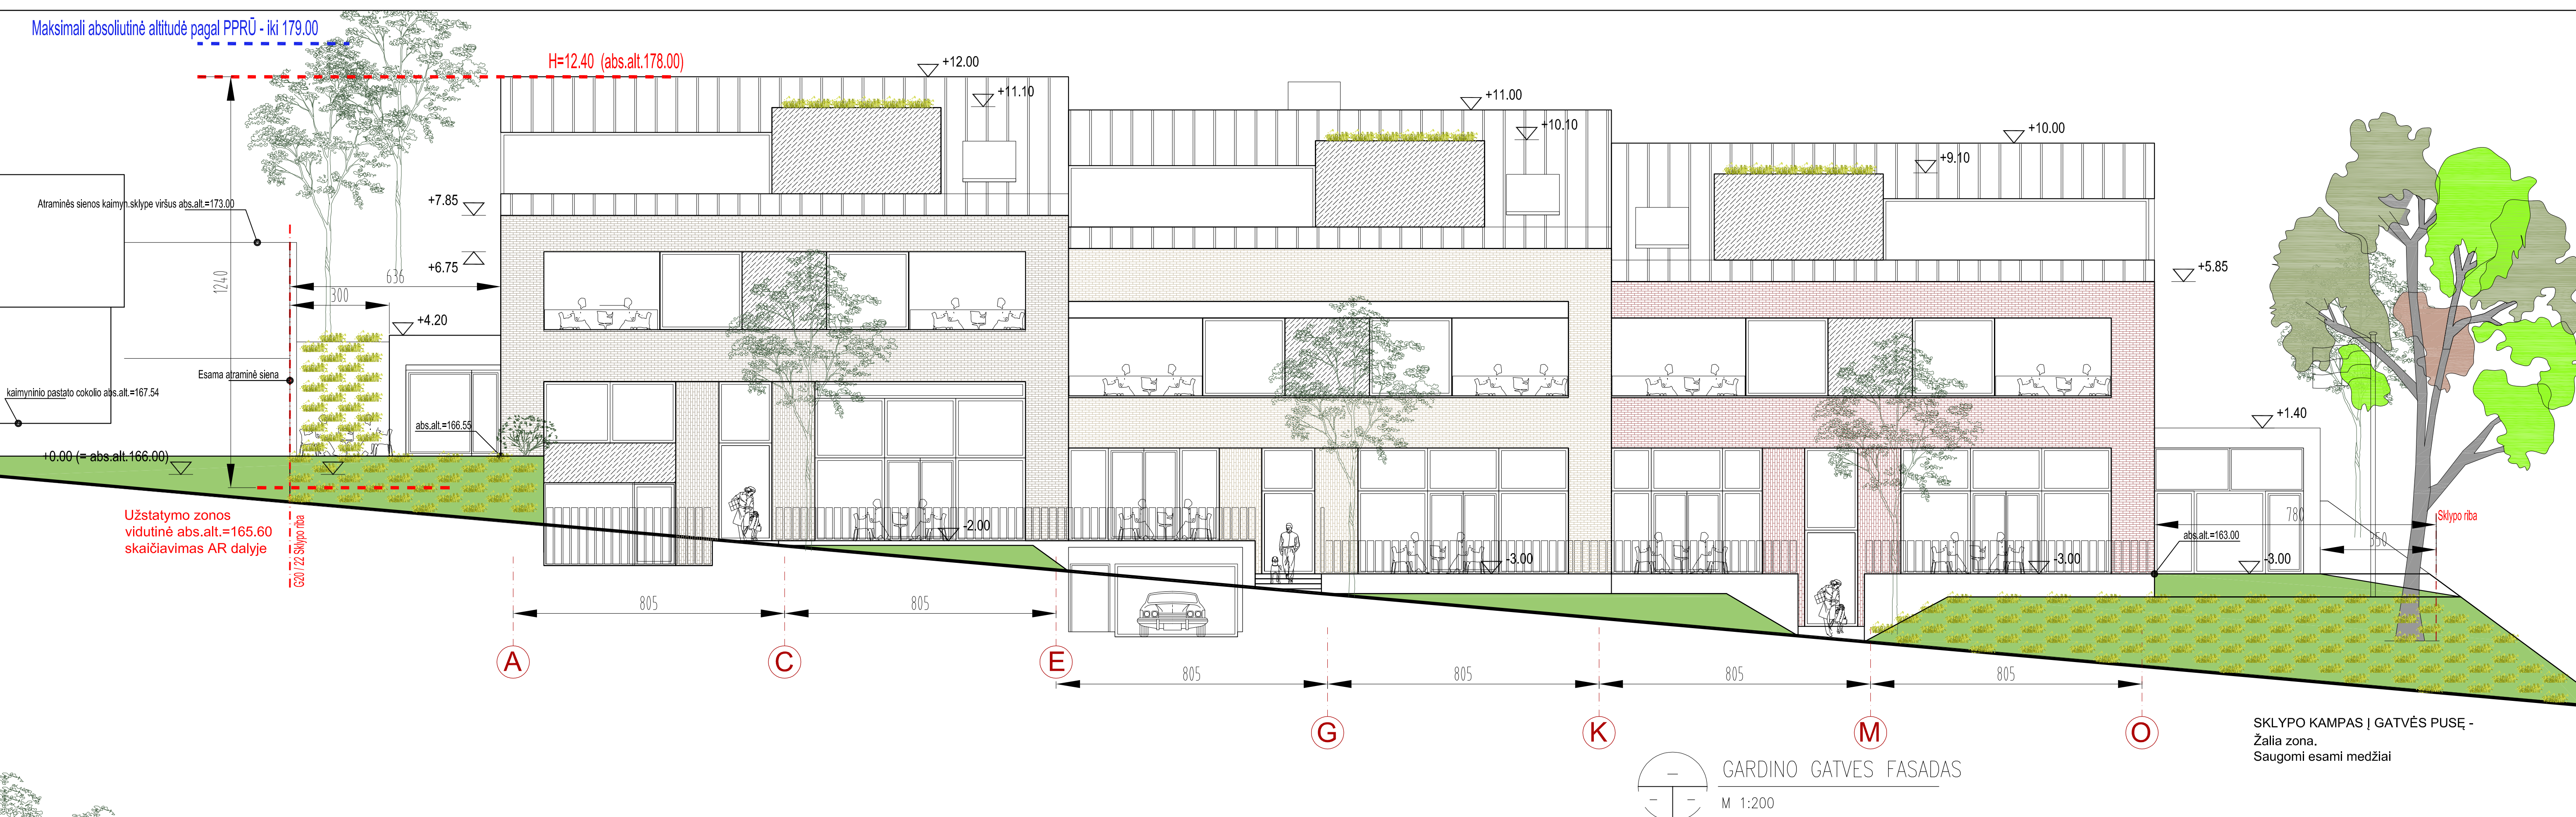 Maksimali absoliutinė altitudė pagal PPRŪ - iki 179.00
H=12.40 (abs.alt.178.00)
+12.00
+11.10
+11.00
+10.10
+10.00
+9.10
Atraminės sienos kaimyn.sklype viršus abs.alt.=173.00
+7.85
+6.75
+5.85
1240
636
300
+4.20
Esama atraminė siena
kaimyninio pastato cokolio abs.alt.=167.54
abs.alt.=166.55
+1.40
+0.00 (= abs.alt.166.00)
Užstatymo zonos
vidutinė abs.alt.=165.60
skaičiavimas AR dalyje
G20 / 22 Sklypo riba
-2.00
-3.00
-3.00
-3.00
780
350
Sklypo riba
abs.alt.=163.00
805
805
A
C
E
805
805
805
805
G
K
M
O
SKLYPO KAMPAS Į GATVĖS PUSĘ -
Žalia zona.
Saugomi esami medžiai
GARDINO GATVES FASADAS
M 1:200